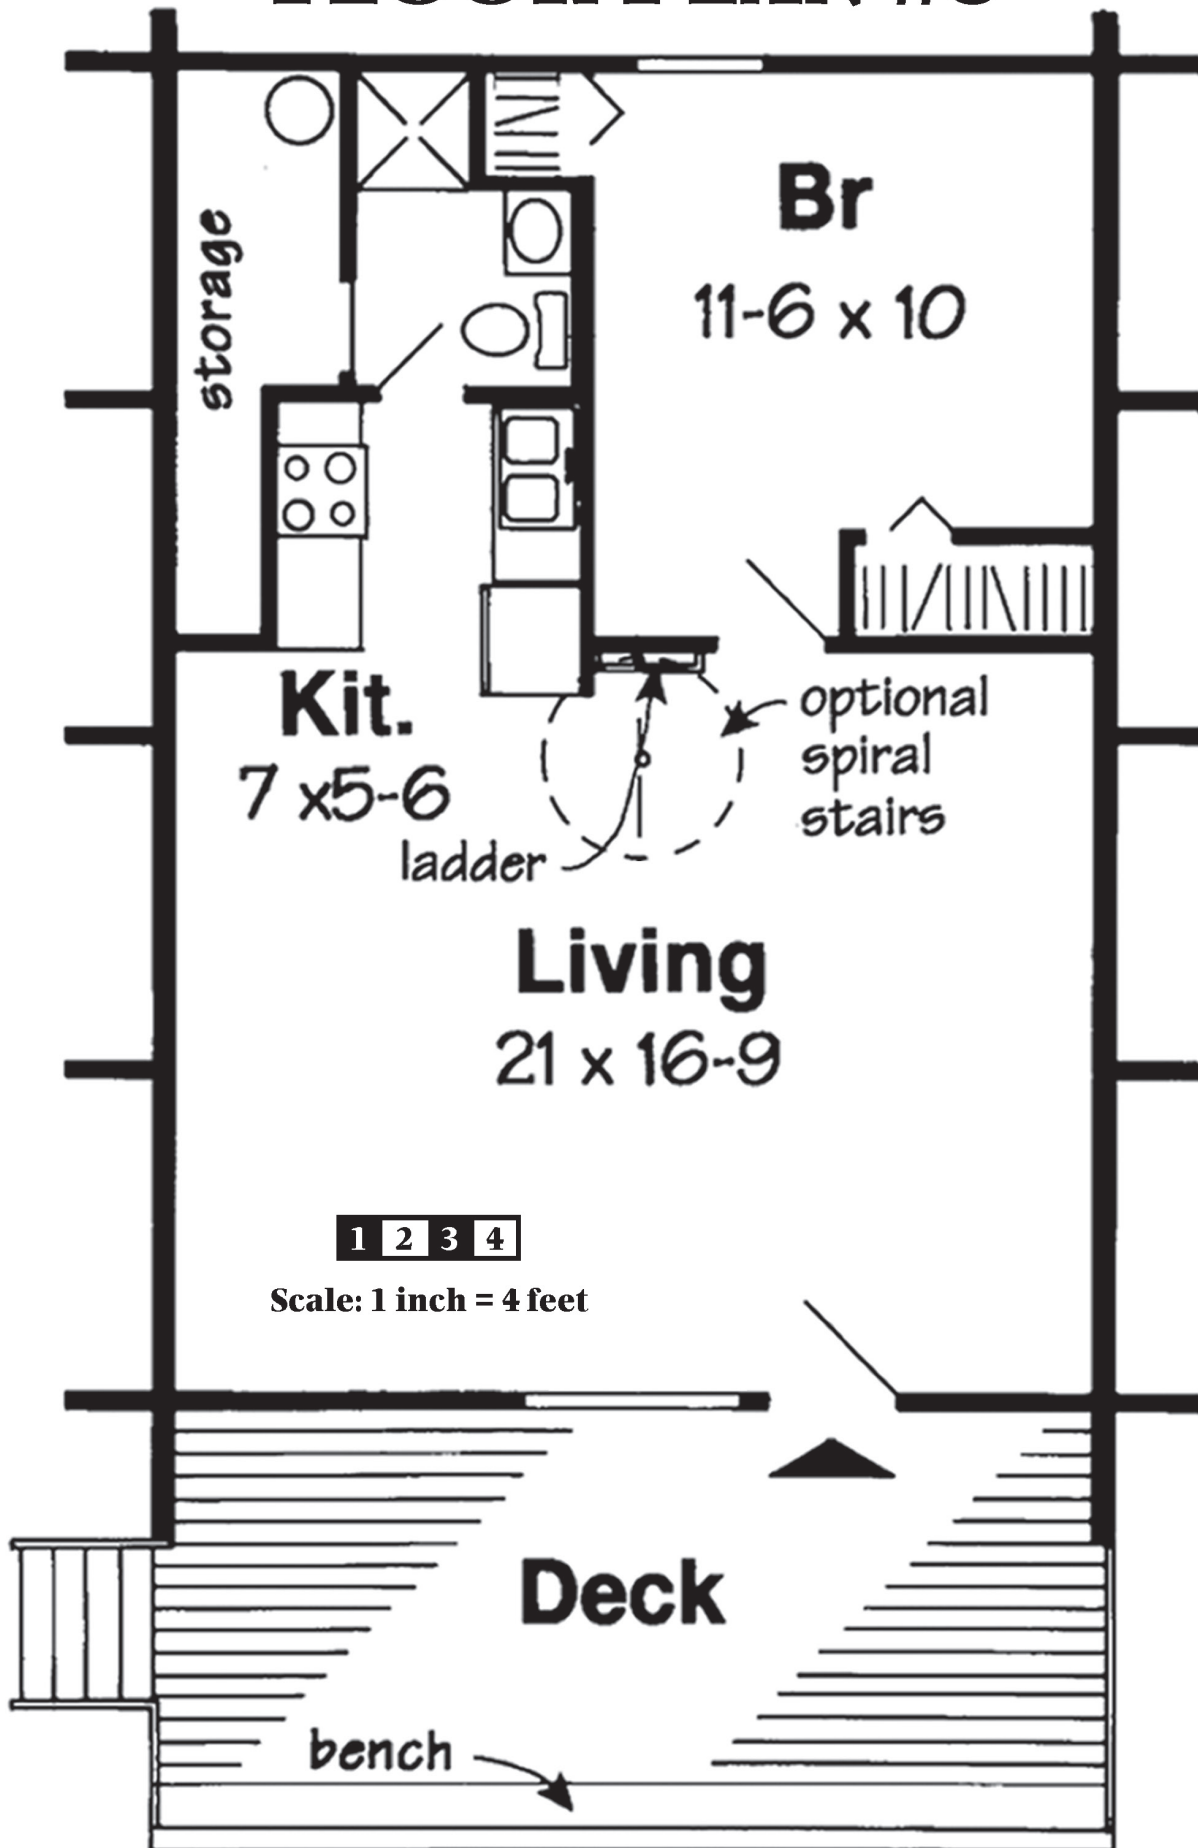 storage
Br
11-6 x 10
Kit.
7 x5-6
optional
spiral
stairs
ladder
Living
21 x 16-9
1 2 3 4
Scale: 1 inch = 4 feet
Deck
bench